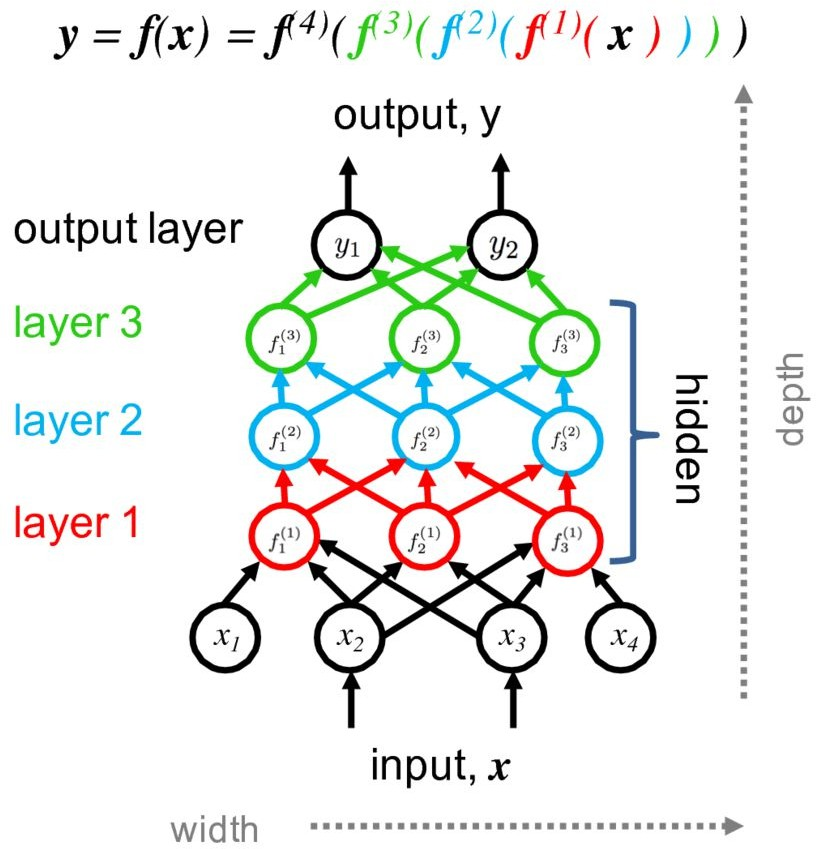 y = f(x) = f⁽⁴⁾(f⁽³⁾(f⁽²⁾(f⁽¹⁾( x ) ) ) )
output, y
output layer
y₁ y₂
layer 3
f₁⁽³⁾ f₂⁽³⁾ f₃⁽³⁾
layer 2
f₁⁽²⁾ f₂⁽²⁾ f₃⁽²⁾
layer 1
f₁⁽¹⁾ f₂⁽¹⁾ f₃⁽¹⁾
hidden
depth
x₁ x₂ x₃ x₄
input, x
width